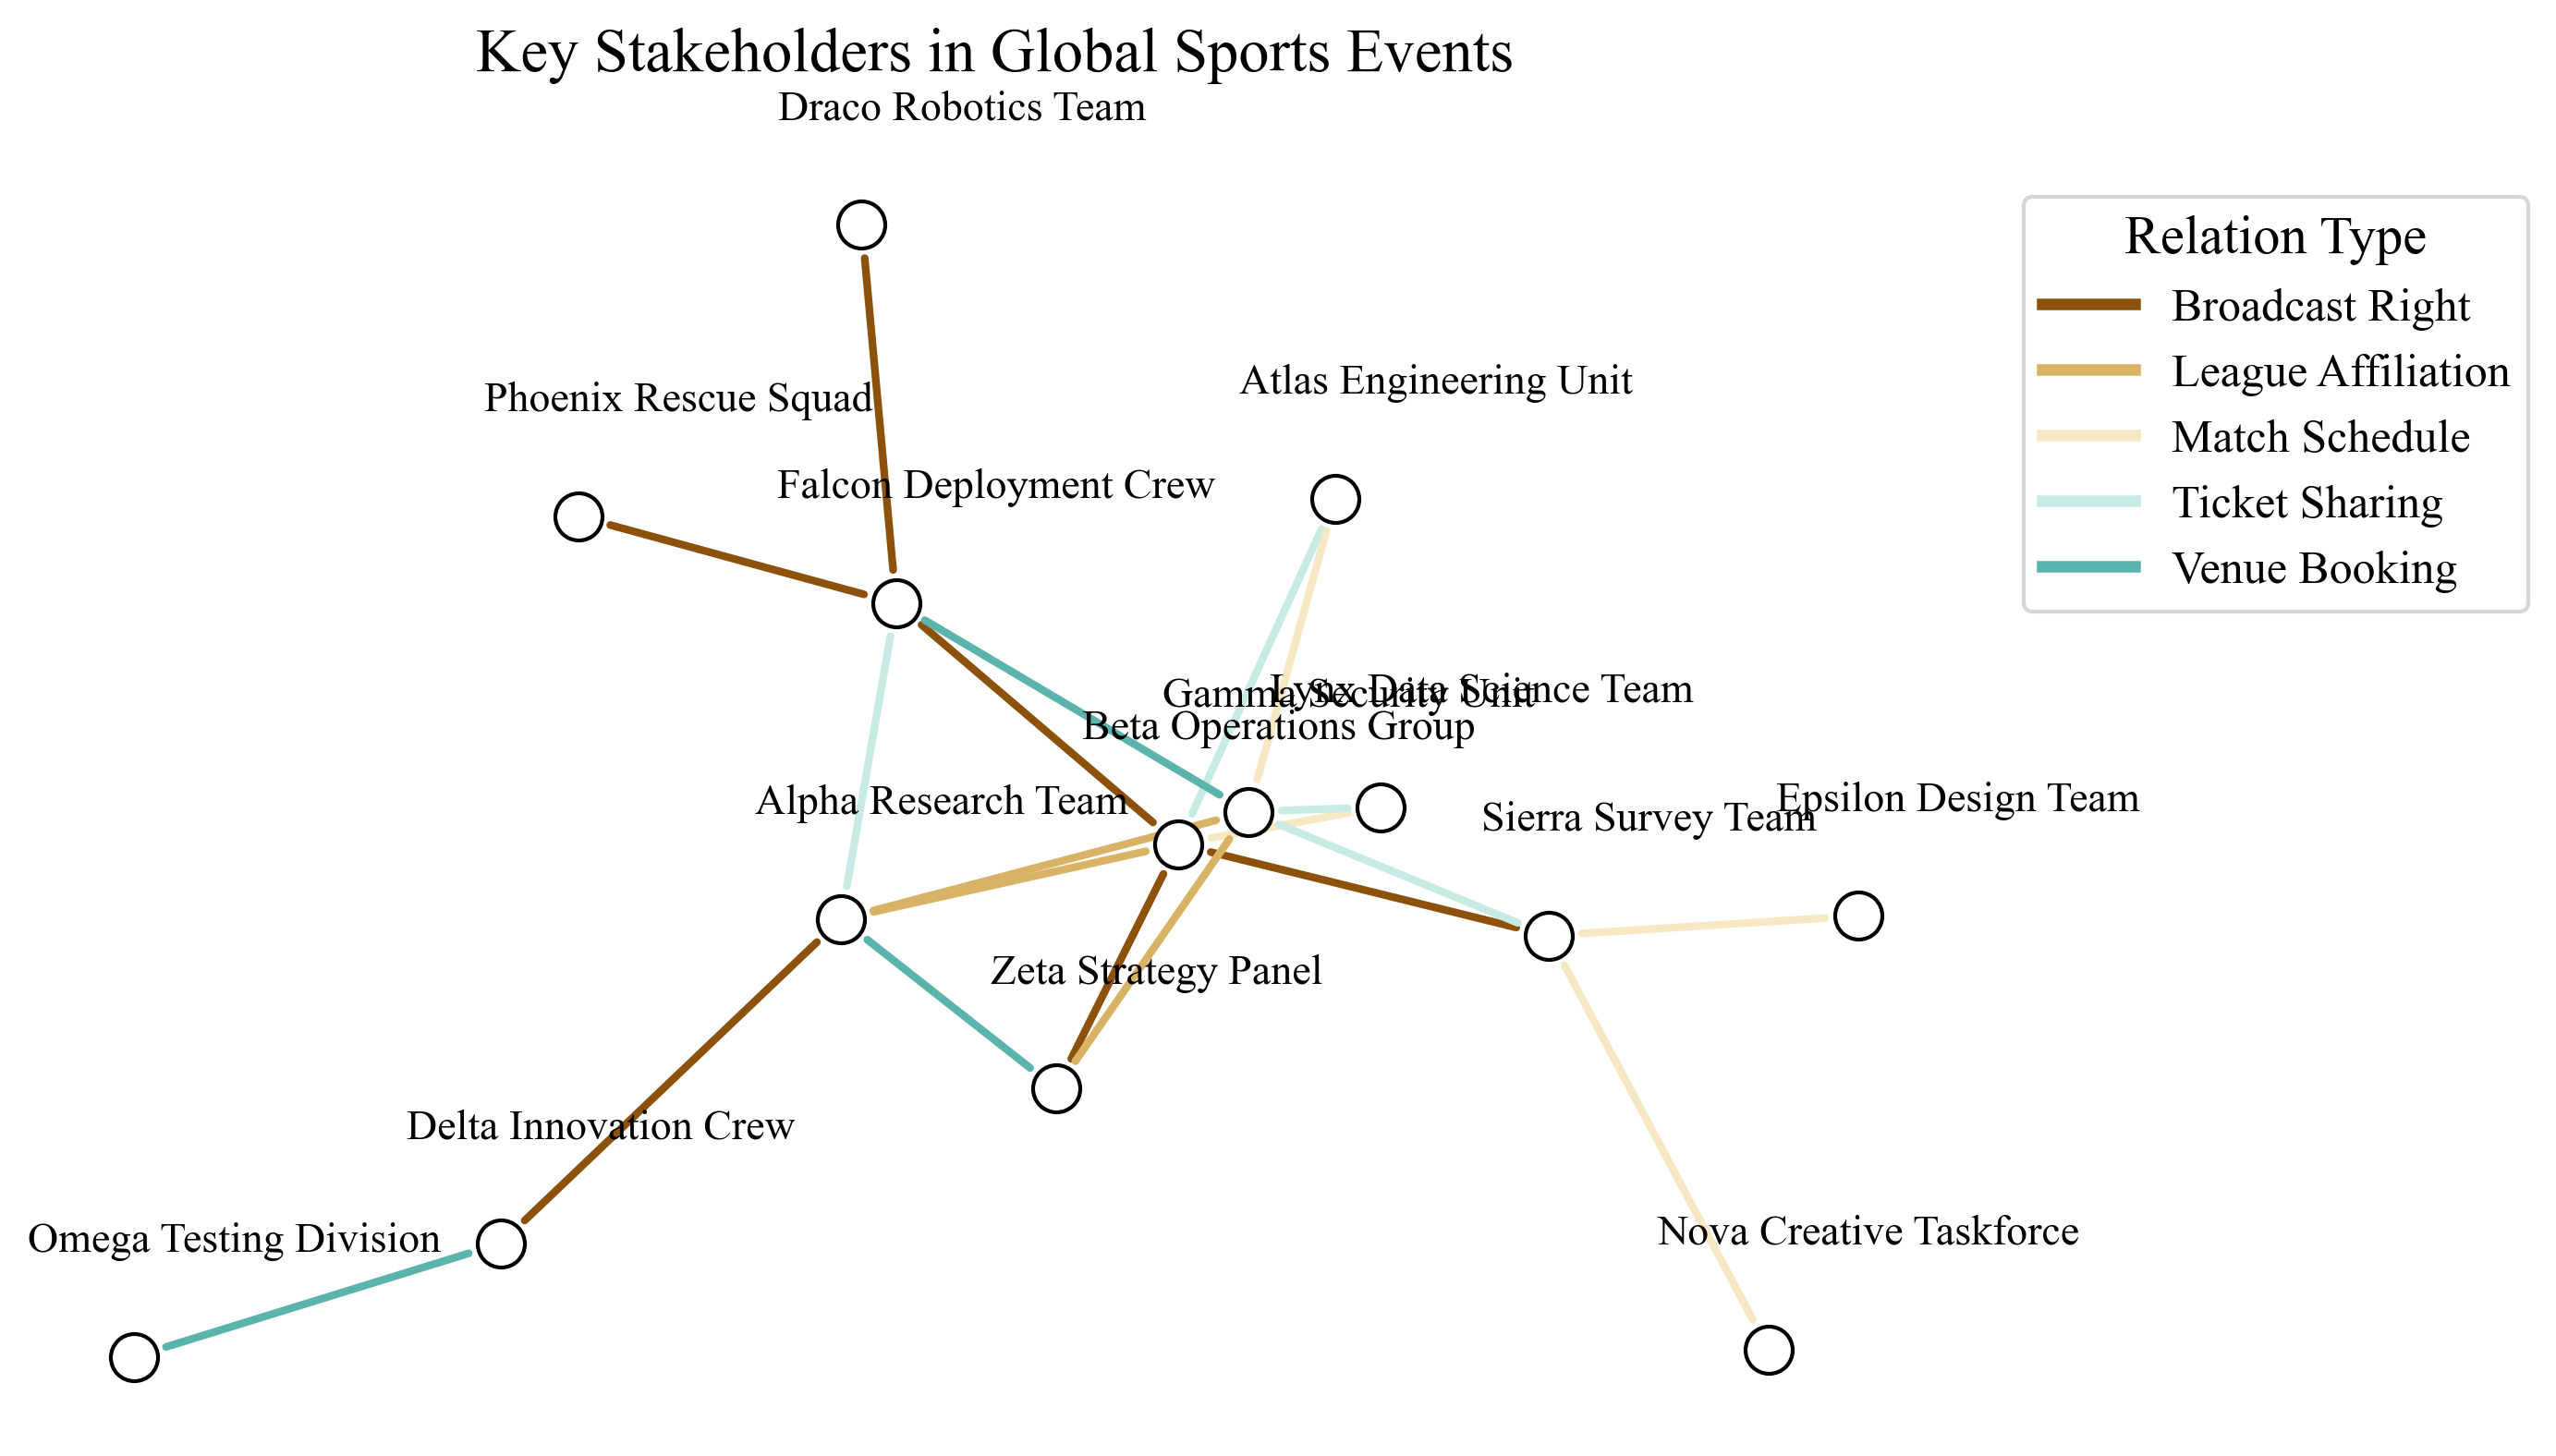 Key Stakeholders in Global Sports Events
Draco Robotics Team
Relation Type
Broadcast Right
League Affiliation
Match Schedule
Ticket Sharing
Venue Booking
Atlas Engineering Unit
Phoenix Rescue Squad
Falcon Deployment Crew
Lynx Data Science Team
Gamma Security Unit
Beta Operations Group
Alpha Research Team
Epsilon Design Team
Sierra Survey Team
Zeta Strategy Panel
Delta Innovation Crew
Nova Creative Taskforce
Omega Testing Division